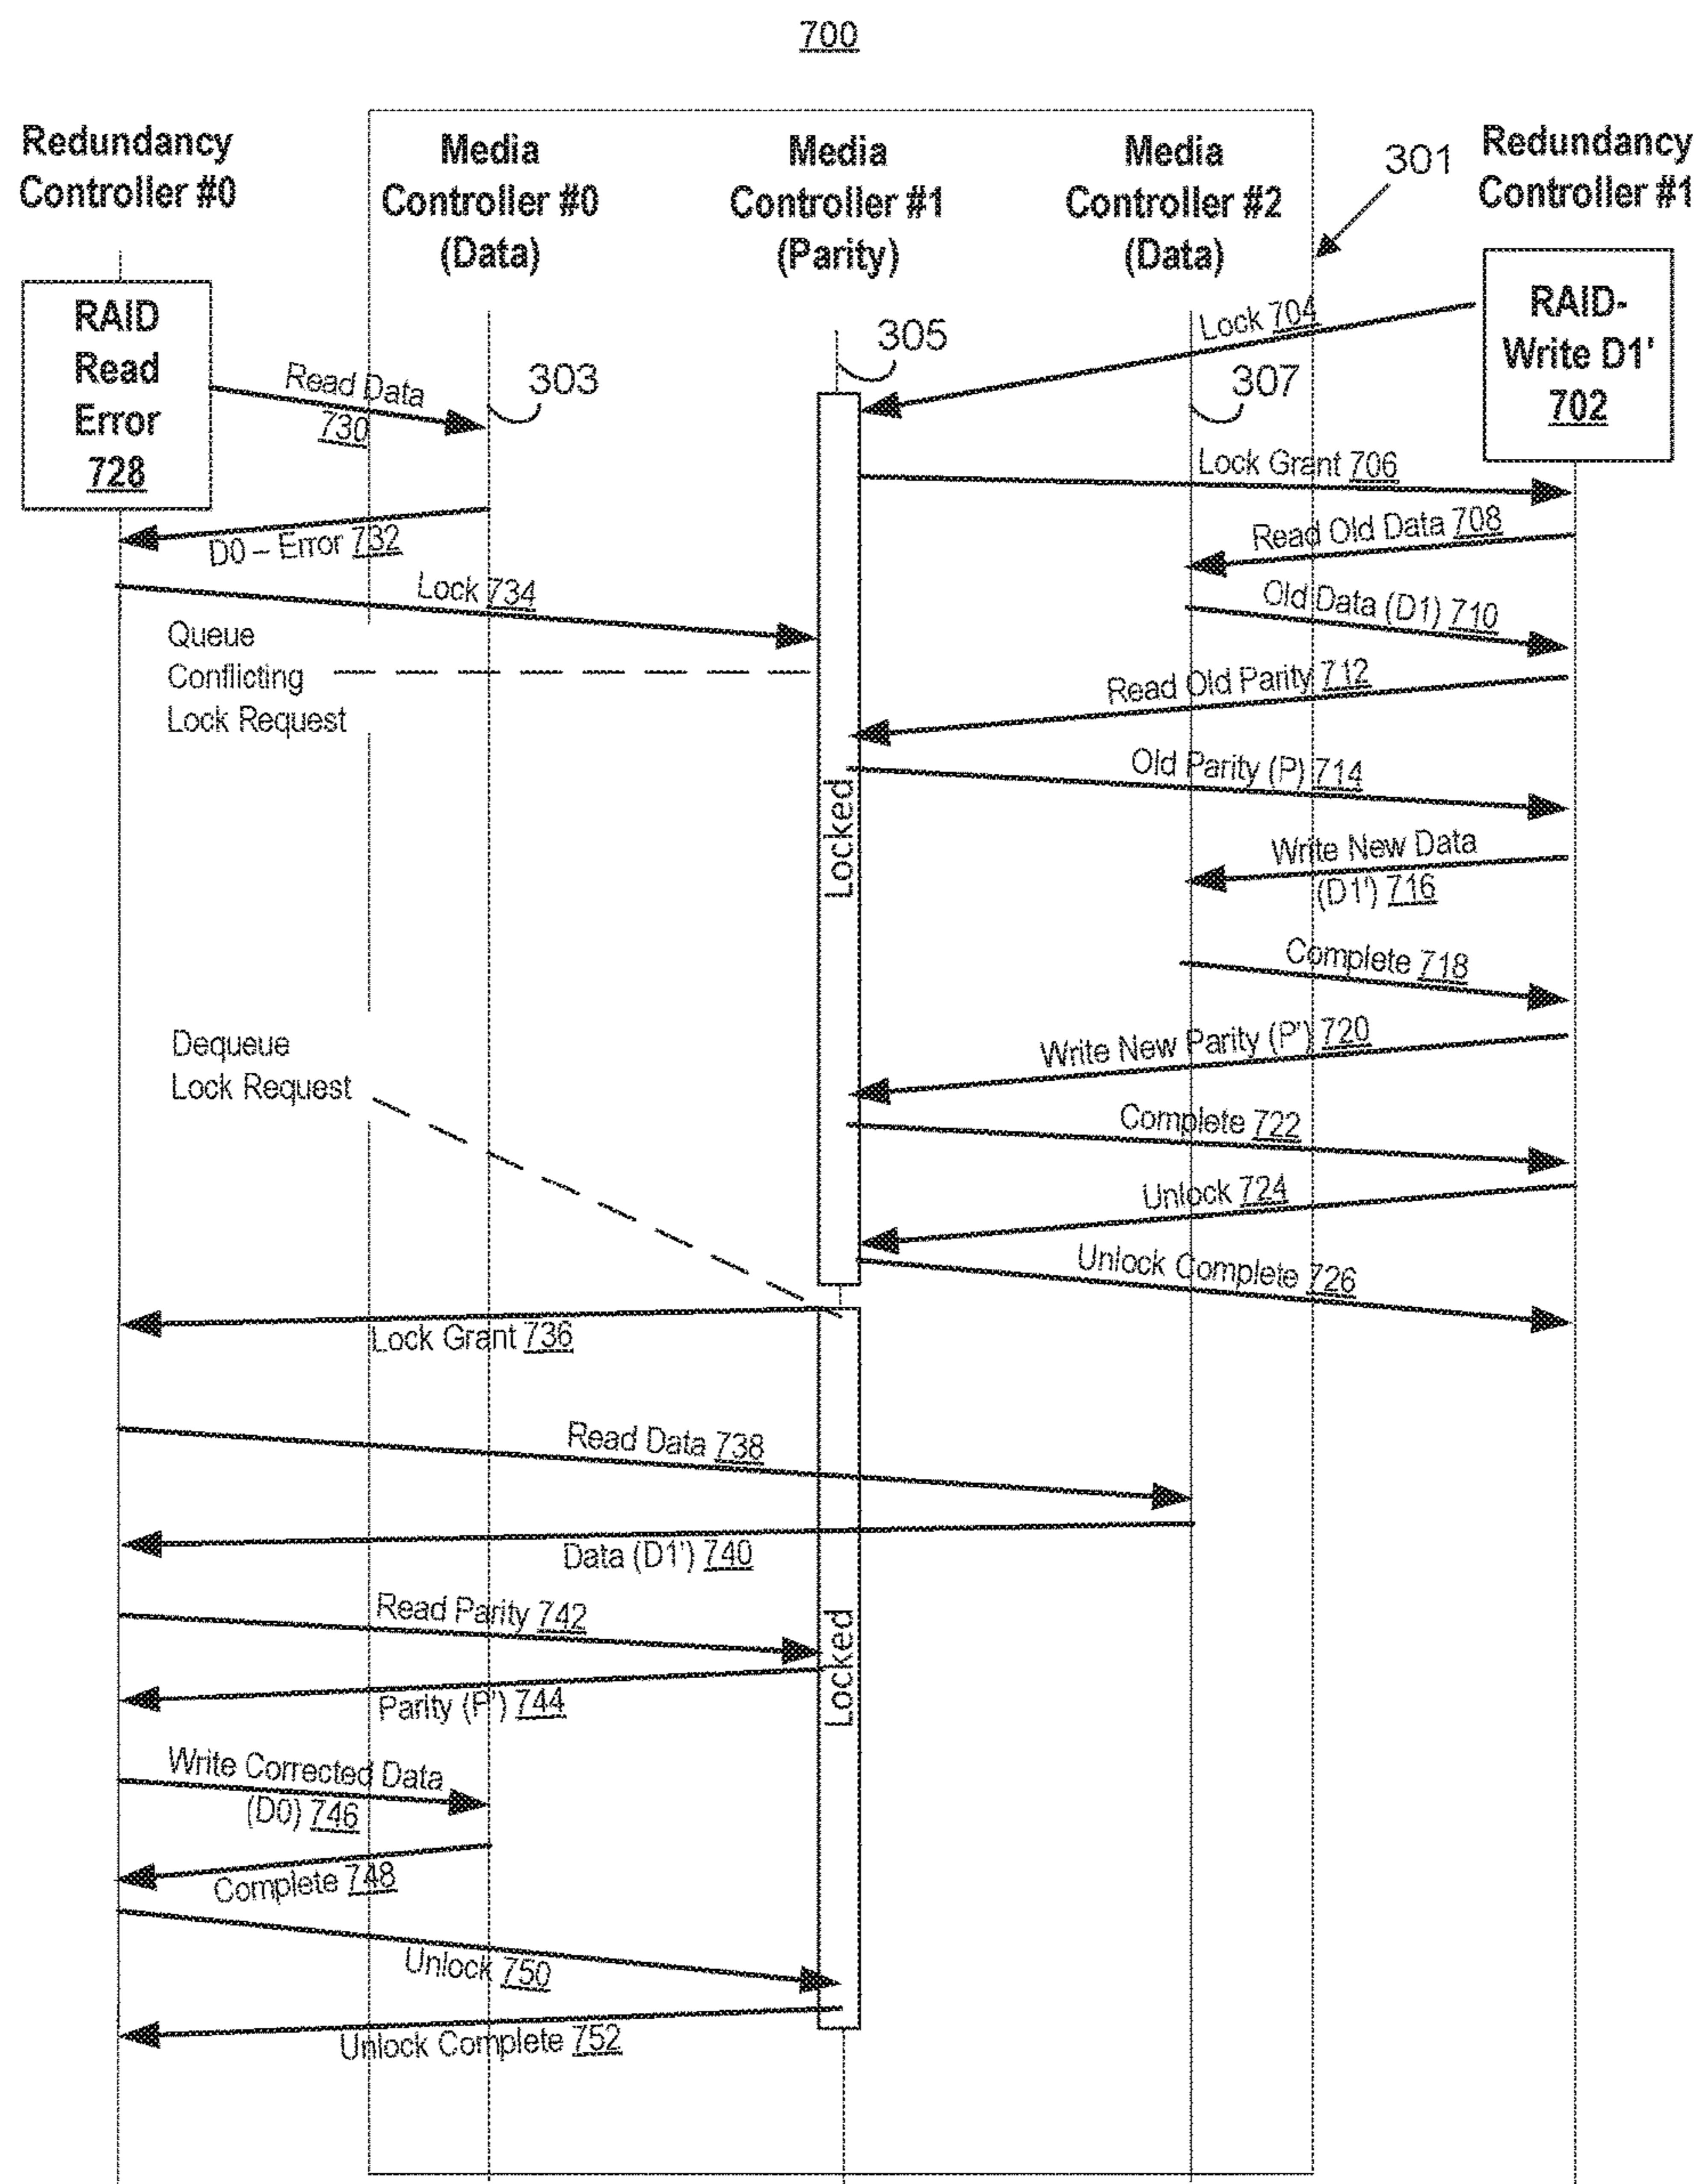 700
Redundancy
Controller #0
Media
Controller #0
(Data)
Media
Controller #1
(Parity)
Media
Controller #2
(Data)
301
Redundancy
Controller #1
RAID
Read
Error
728
RAID-
Write D1'
702
Lock 704
305
307
303
Read Data
730
Lock Grant 706
D0 – Error 732
Read Old Data 708
Lock 734
Old Data (D1) 710
Queue
Conflicting
Lock Request
Read Old Parity 712
Old Parity (P) 714
Locked
Write New Data
(D1') 716
Complete 718
Dequeue
Lock Request
Write New Parity (P') 720
Complete 722
Unlock 724
Unlock Complete 726
Lock Grant 736
Read Data 738
Data (D1') 740
Read Parity 742
Locked
Parity (P') 744
Write Corrected Data
(D0) 746
Complete 748
Unlock 750
Unlock Complete 752